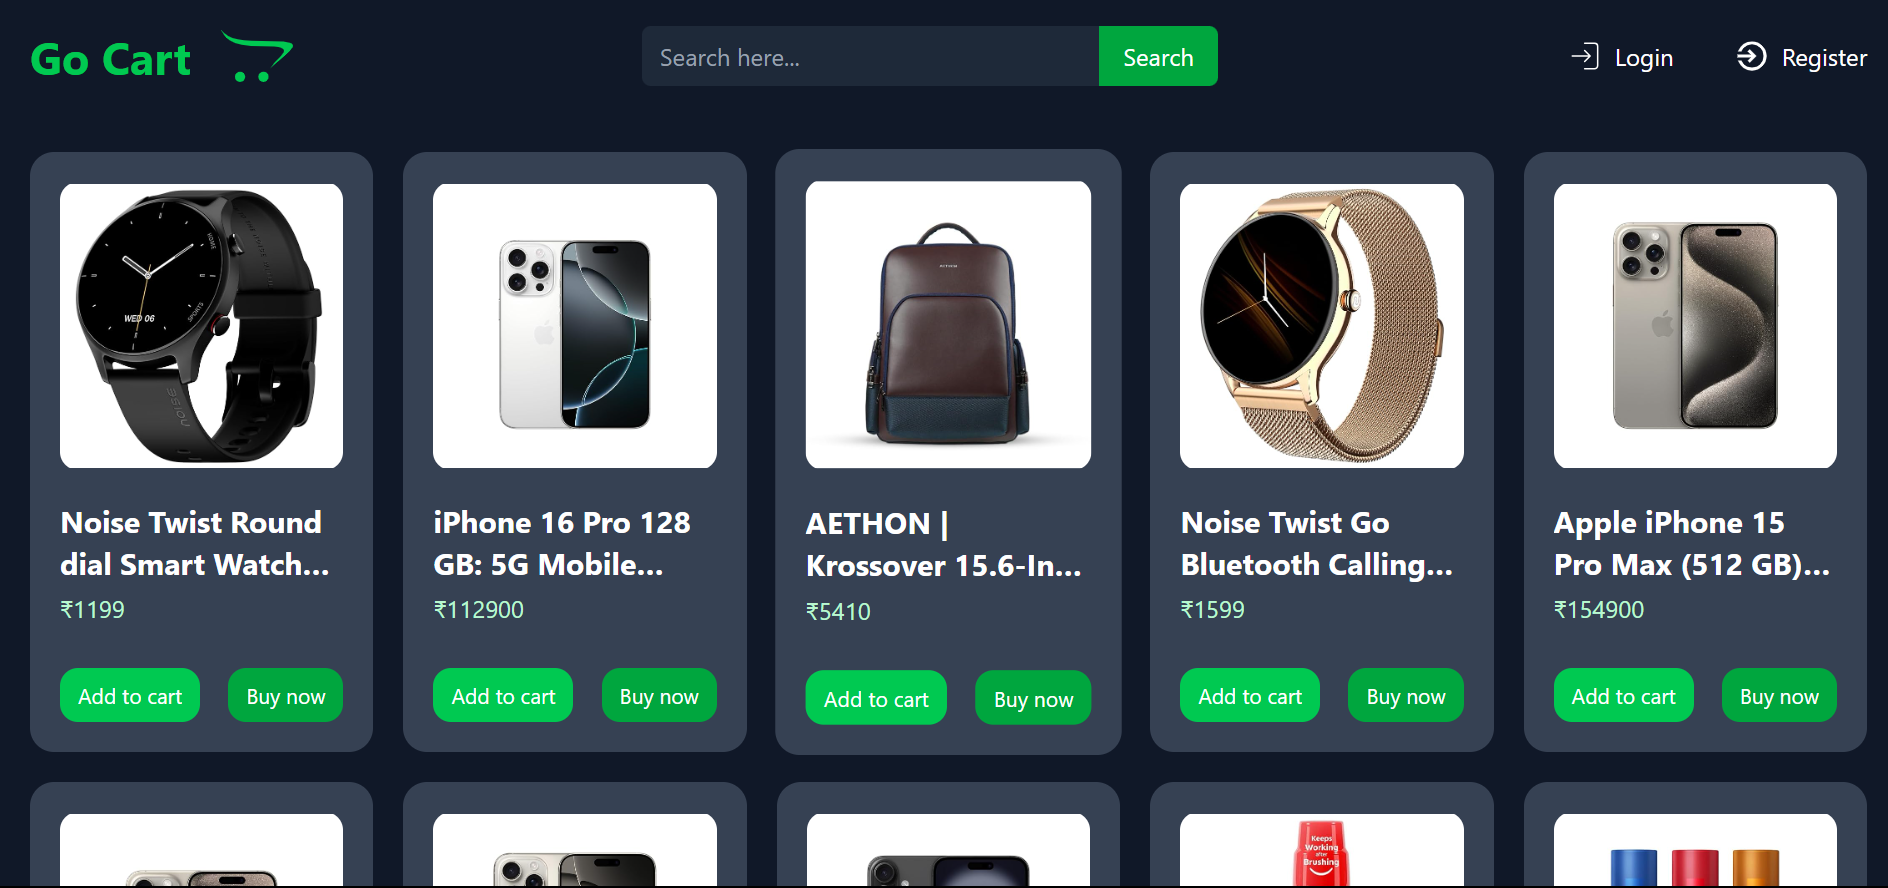 Go Cart
Search here...
Search
Login
Register
HOME
SPORTS
WED 06
noise
AETHON
Noise Twist Round
dial Smart Watch...
₹1199
Add to cart
Buy now
iPhone 16 Pro 128
GB: 5G Mobile...
₹112900
Add to cart
Buy now
AETHON |
Krossover 15.6-In...
₹5410
Add to cart
Buy now
Noise Twist Go
Bluetooth Calling...
₹1599
Add to cart
Buy now
Apple iPhone 15
Pro Max (512 GB)...
₹154900
Add to cart
Buy now
Keeps
Working
after
Brushing